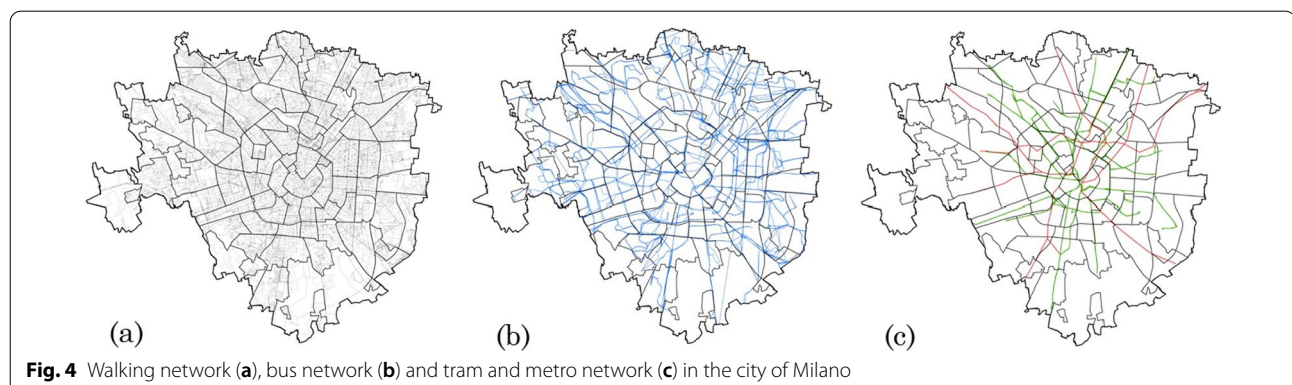 (a)
(b)
(c)
Fig. 4 Walking network (a), bus network (b) and tram and metro network (c) in the city of Milano